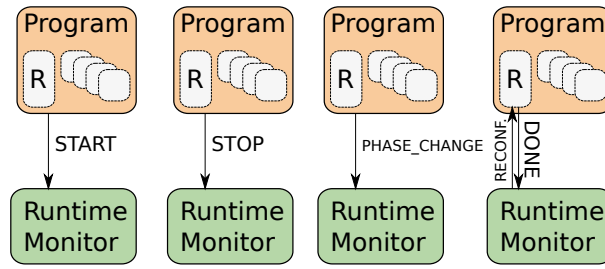 Program
R
START
Runtime
Monitor
Program
R
STOP
Runtime
Monitor
Program
R
PHASE_CHANGE
Runtime
Monitor
Program
R
RECONF.
DONE
Runtime
Monitor